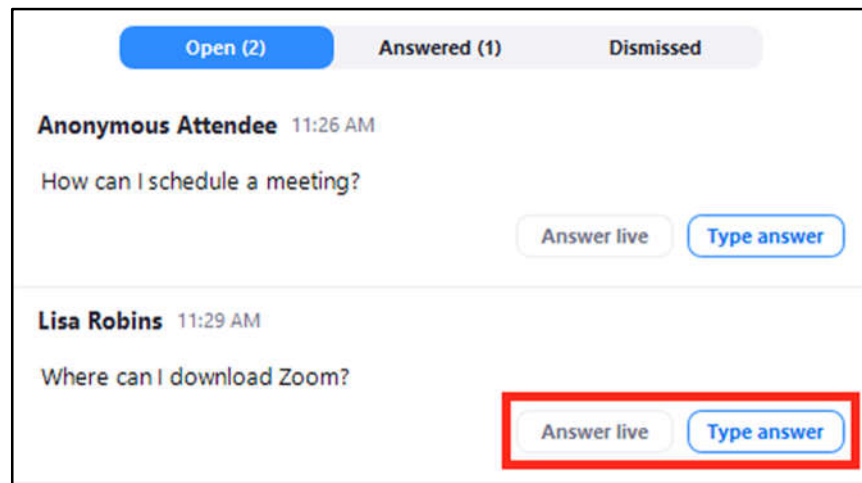 Open (2) Answered (1) Dismissed
Anonymous Attendee 11:26 AM
How can I schedule a meeting?
Answer live Type answer
Lisa Robins 11:29 AM
Where can I download Zoom?
Answer live Type answer